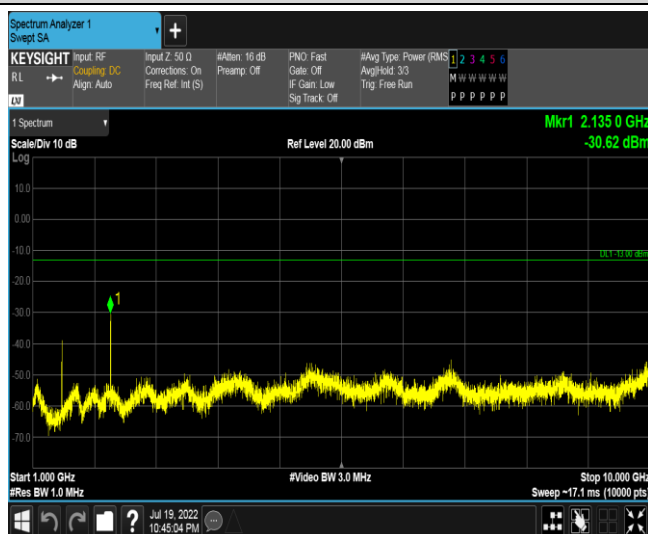 Spectrum Analyzer 1
Swept SA
+
KEYSIGHT
RL
LXI
Input: RF
Coupling: DC
Align: Auto
Input Z: 50 Ω
Corrections: On
Freq Ref: Int (S)
#Atten: 16 dB
Preamp: Off
PNO: Fast
Gate: Off
IF Gain: Low
Sig Track: Off
#Avg Type: Power (RMS
Avg|Hold: 3/3
Trig: Free Run
1 2 3 4 5 6
M W W W W W
P P P P P P
1 Spectrum
Scale/Div 10 dB
Ref Level 20.00 dBm
Mkr1 2.135 0 GHz
-30.62 dBm
Log
10.0
0.00
-10.0
DL1 -13.00 dBm
-20.0
1
-30.0
-40.0
-50.0
-60.0
-70.0
Start 1.000 GHz
#Video BW 3.0 MHz
Stop 10.000 GHz
#Res BW 1.0 MHz
Sweep ~17.1 ms (10000 pts)
?
Jul 19, 2022
10:45:04 PM